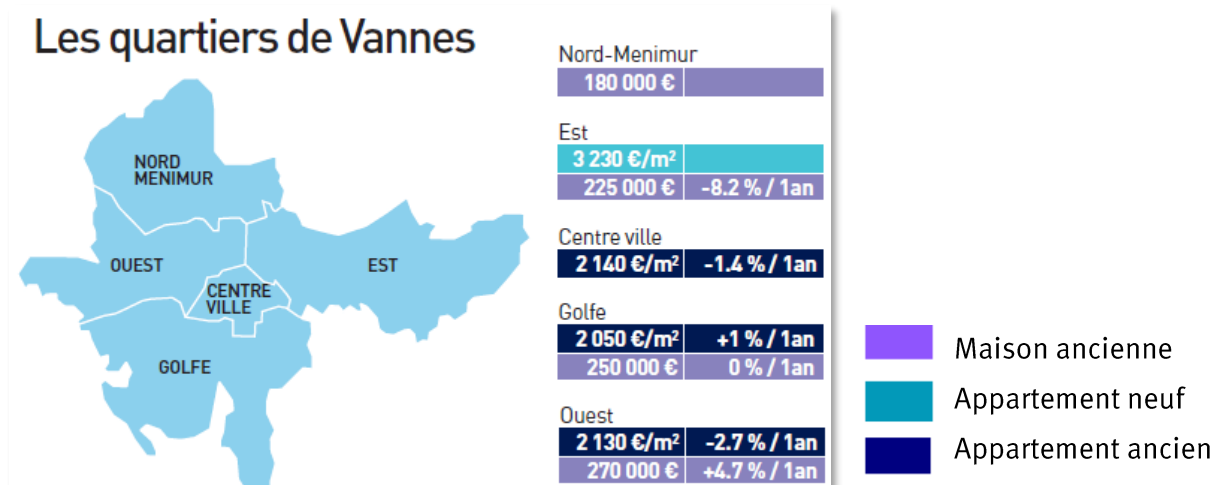 Les quartiers de Vannes
NORD
MENIMUR
OUEST
EST
CENTRE
VILLE
GOLFE
Nord-Menimur
180 000 €
Est
3 230 €/m²
225 000 € -8.2 % / 1an
Centre ville
2 140 €/m² -1.4 % / 1an
Golfe
2 050 €/m² +1 % / 1an
250 000 € 0 % / 1an
Ouest
2 130 €/m² -2.7 % / 1an
270 000 € +4.7 % / 1an
Maison ancienne
Appartement neuf
Appartement ancien